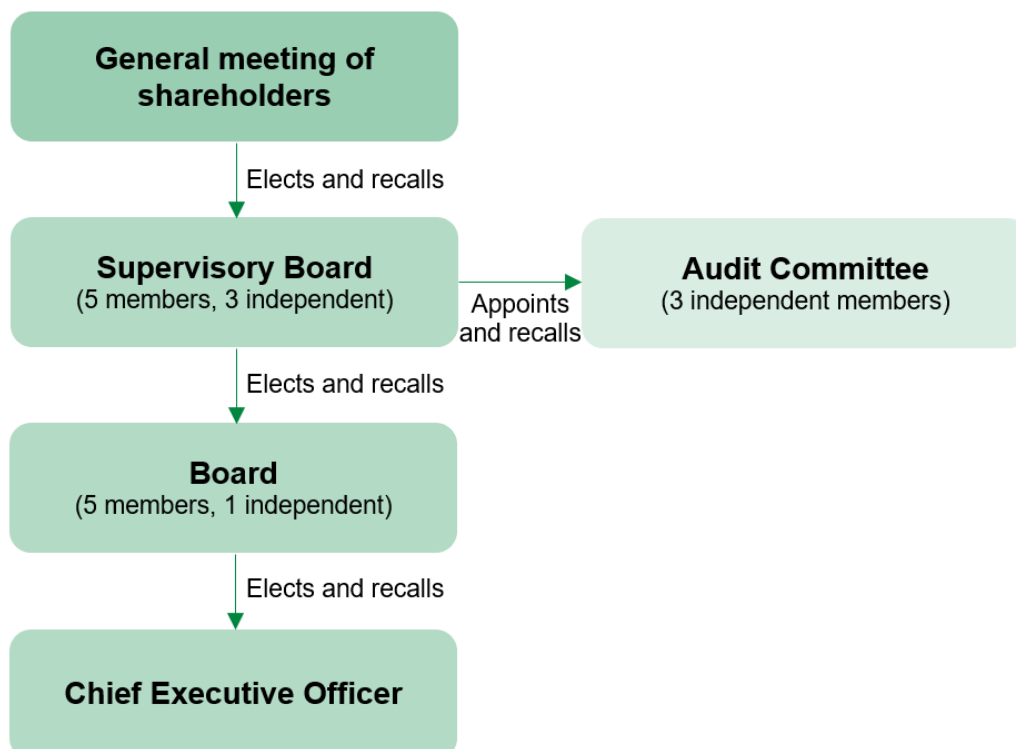 General meeting of
shareholders
Elects and recalls
Supervisory Board
(5 members, 3 independent)
Appoints
and recalls
Audit Committee
(3 independent members)
Elects and recalls
Board
(5 members, 1 independent)
Elects and recalls
Chief Executive Officer